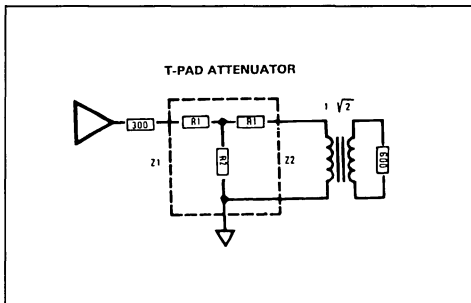 T-PAD ATTENUATOR
1 √2
300
R1
R1
Z1
R2
Z2
600